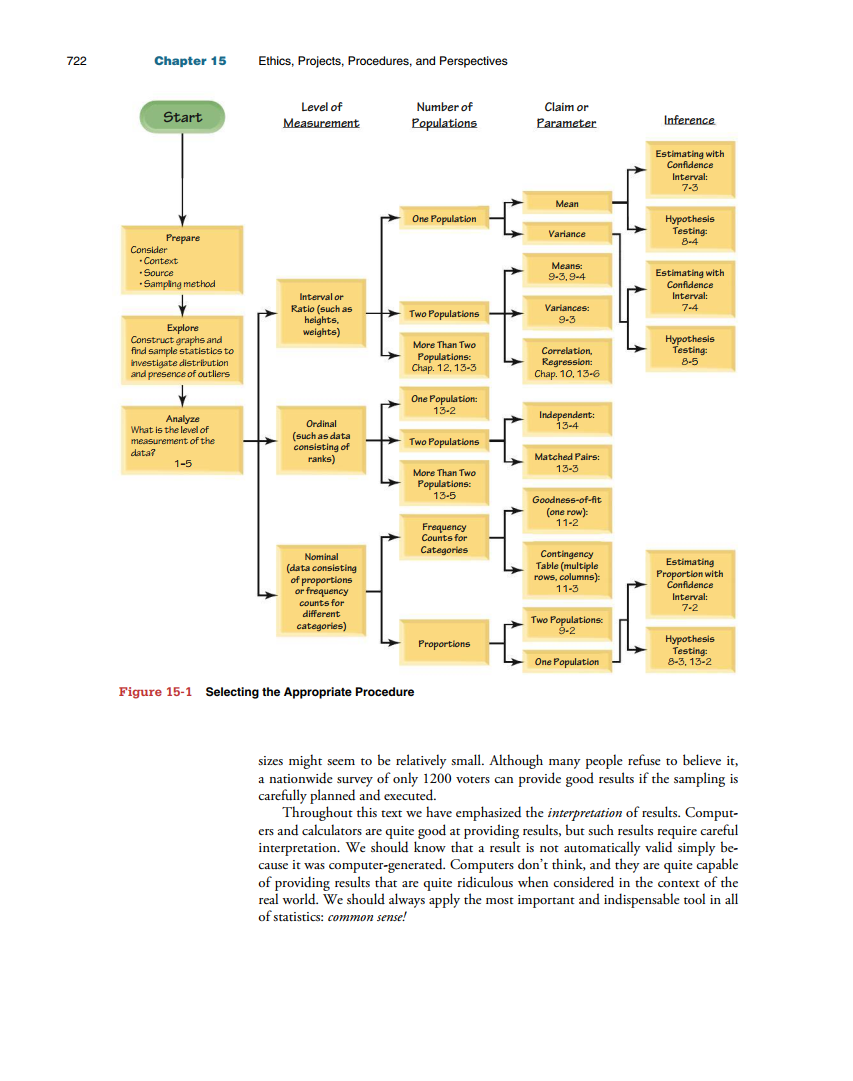 722
Chapter 15
Ethics, Projects, Procedures, and Perspectives
Start
Level of
Measurement
Number of
Populations
Claim or
Parameter
Inference
Prepare
Consider
• Context
• Source
• Sampling method
Explore
Construct graphs and
find sample statistics to
investigate distribution
and presence of outliers
Analyze
What is the level of
measurement of the
data?
1-5
Interval or
Ratio (such as
heights,
weights)
Ordinal
(such as data
consisting of
ranks)
Nominal
(data consisting
of proportions
or frequency
counts for
different
categories)
One Population
Two Populations
More Than Two
Populations:
Chap. 12, 13-3
One Population:
13-2
Two Populations
More Than Two
Populations:
13-5
Frequency
Counts for
Categories
Proportions
Mean
Variance
Means:
9-3, 9-4
Variances:
9-3
Correlation,
Regression:
Chap. 10, 13-6
Independent:
13-4
Matched Pairs:
13-3
Goodness-of-fit
(one row):
11-2
Contingency
Table (multiple
rows, columns):
11-3
Two Populations:
9-2
One Population
Estimating with
Confidence
Interval:
7-3
Hypothesis
Testing:
8-4
Estimating with
Confidence
Interval:
7-4
Hypothesis
Testing:
8-5
Estimating
Proportion with
Confidence
Interval:
7-2
Hypothesis
Testing:
8-3, 13-2
Figure 15-1 Selecting the Appropriate Procedure
sizes might seem to be relatively small. Although many people refuse to believe it,
a nationwide survey of only 1200 voters can provide good results if the sampling is
carefully planned and executed.
Throughout this text we have emphasized the interpretation of results. Comput-
ers and calculators are quite good at providing results, but such results require careful
interpretation. We should know that a result is not automatically valid simply be-
cause it was computer-generated. Computers don't think, and they are quite capable
of providing results that are quite ridiculous when considered in the context of the
real world. We should always apply the most important and indispensable tool in all
of statistics: common sense!